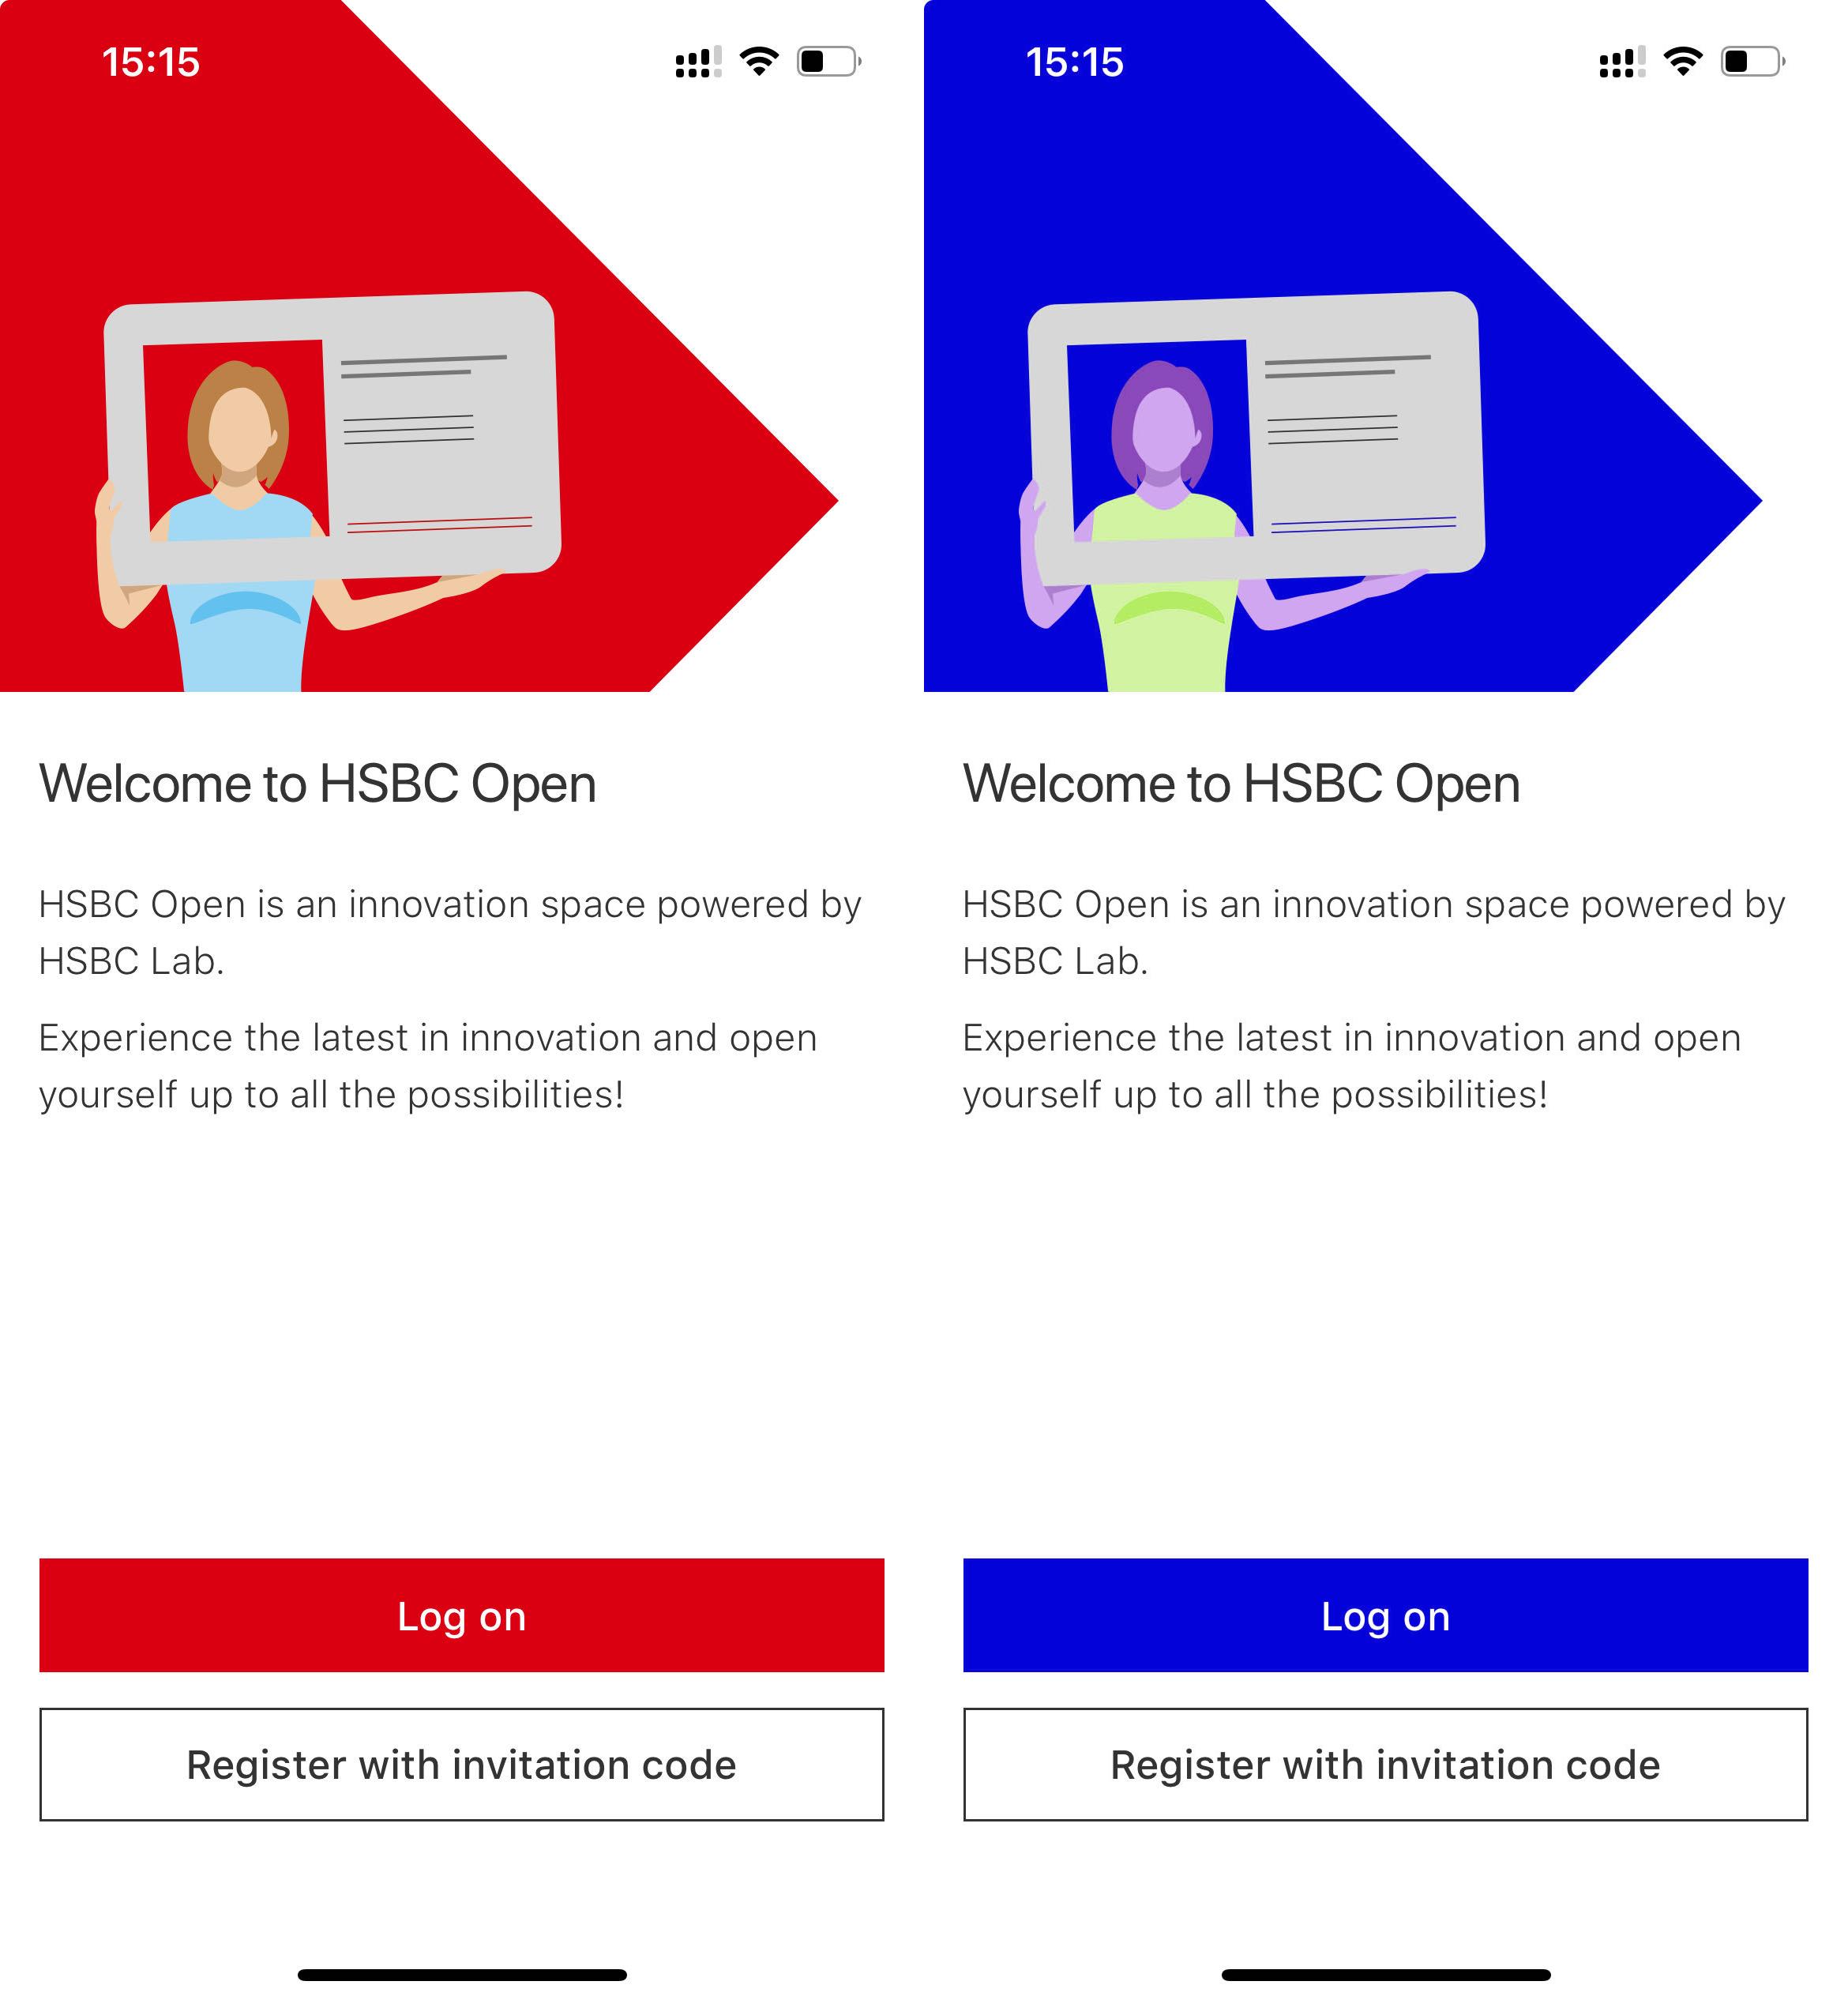 15:15
Welcome to HSBC Open
HSBC Open is an innovation space powered by
HSBC Lab.
Experience the latest in innovation and open
yourself up to all the possibilities!
Log on
Register with invitation code
15:15
Welcome to HSBC Open
HSBC Open is an innovation space powered by
HSBC Lab.
Experience the latest in innovation and open
yourself up to all the possibilities!
Log on
Register with invitation code